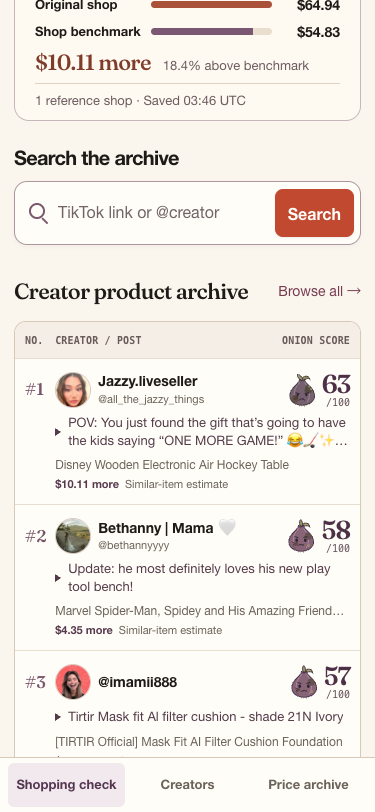 Original shop $64.94
Shop benchmark $54.83
$10.11 more 18.4% above benchmark
1 reference shop · Saved 03:46 UTC
Search the archive
TikTok link or @creator Search
Creator product archive Browse all →
NO. CREATOR / POST ONION SCORE
#1 Jazzy.liveseller 63
@all_the_jazzy_things /100
POV: You just found the gift that's going to have
the kids saying “ONE MORE GAME!” 😂🏒✨…
Disney Wooden Electronic Air Hockey Table
$10.11 more Similar-item estimate
#2 Bethanny | Mama 🤍 58
@bethannyyyy /100
Update: he most definitely loves his new play
tool bench!
Marvel Spider-Man, Spidey and His Amazing Friend…
$4.35 more Similar-item estimate
#3 @imamii888 57
/100
Tirtir Mask fit AI filter cushion - shade 21N Ivory
[TIRTIR Official] Mask Fit AI Filter Cushion Foundation
Shopping check Creators Price archive